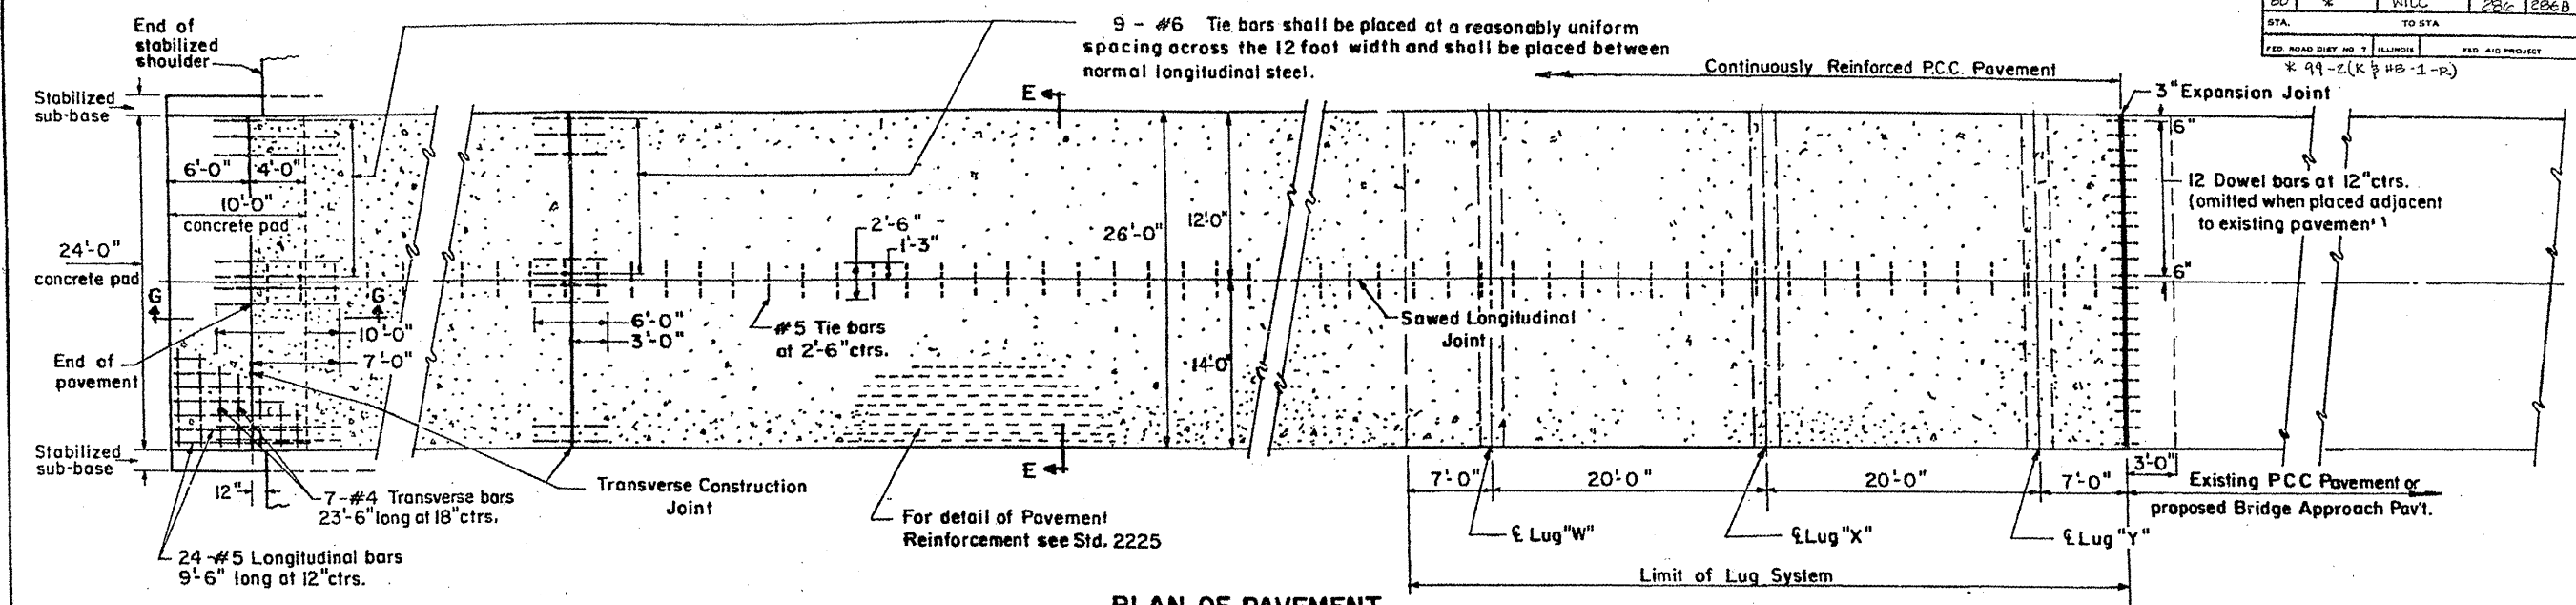 80 * WILL 286 286B
STA. TO STA
FED. ROAD DIST NO 7 ILLINOIS FED AID PROJECT
* 99-2(K & HB-1-R)
End of
stabilized
shoulder
9 - #6 Tie bars shall be placed at a reasonably uniform
spacing across the 12 foot width and shall be placed between
normal longitudinal steel.
Continuously Reinforced P.C.C. Pavement
3" Expansion Joint
Stabilized
sub-base
E
6"
6'-0" 4'-0"
10'-0"
concrete pad
24'-0"
concrete pad
2'-6"
1'-3"
26'-0"
12'-0"
12 Dowel bars at 12"ctrs.
(omitted when placed adjacent
to existing pavement)
6"
G
G
10'-0"
7'-0"
6'-0"
3'-0"
#5 Tie bars
at 2'-6"ctrs.
Sawed Longitudinal
Joint
14'-0"
End of
pavement
Stabilized
sub-base
E
12"
7-#4 Transverse bars
23'-6" long at 18"ctrs.
24-#5 Longitudinal bars
9'-6" long at 12"ctrs.
Transverse Construction
Joint
For detail of Pavement
Reinforcement see Std. 2225
7'-0" 20'-0" 20'-0" 7'-0" 3'-0"
Existing PCC Pavement or
proposed Bridge Approach Pav't.
℄ Lug "W"
℄ Lug "X"
℄ Lug "Y"
Limit of Lug System
PLAN OF PAVEMENT